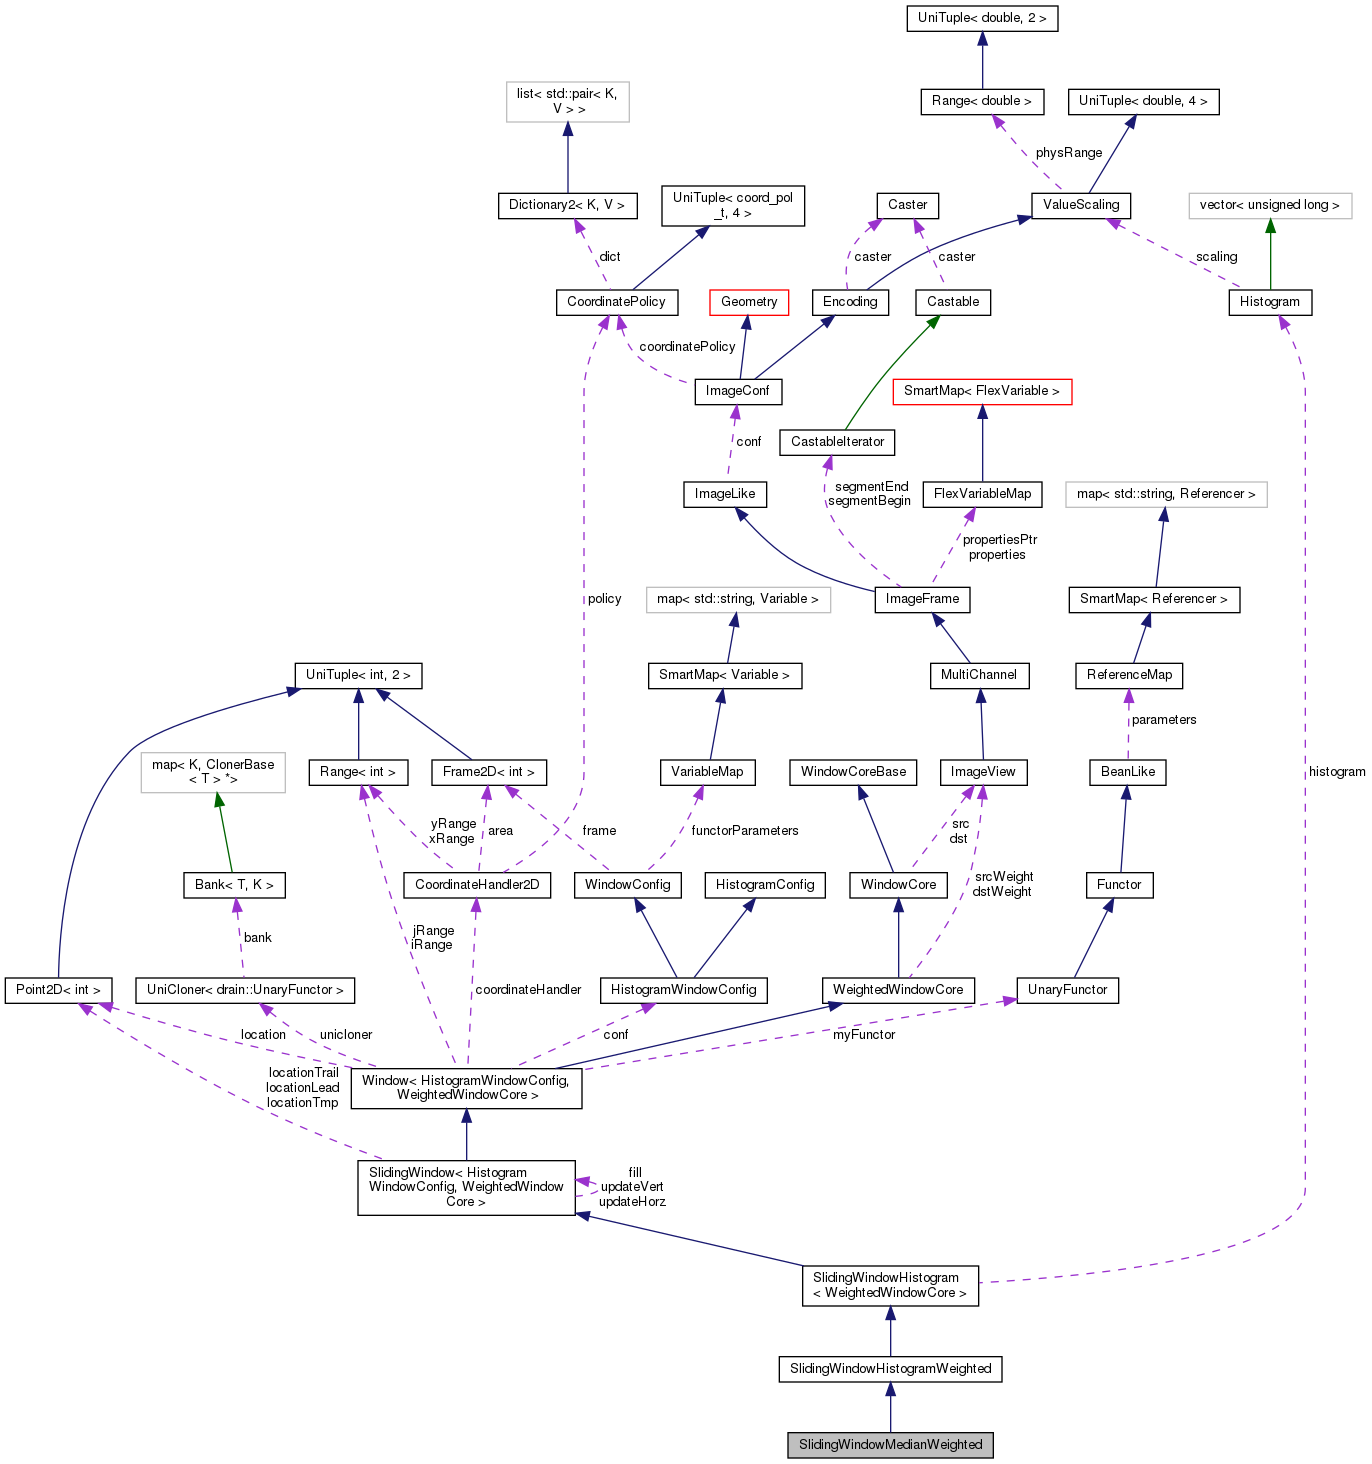 UniTuple< double, 2 >
list< std::pair< K,
V > >
Range< double >
UniTuple< double, 4 >
physRange
Dictionary2< K, V >
UniTuple< coord_pol
_t, 4 >
Caster
ValueScaling
vector< unsigned long >
dict
caster
caster
scaling
CoordinatePolicy
Geometry
Encoding
Castable
Histogram
coordinatePolicy
ImageConf
SmartMap< FlexVariable >
conf
CastableIterator
segmentEnd
segmentBegin
ImageLike
FlexVariableMap
map< std::string, Referencer >
propertiesPtr
properties
policy
map< std::string, Variable >
ImageFrame
SmartMap< Referencer >
UniTuple< int, 2 >
SmartMap< Variable >
MultiChannel
ReferenceMap
parameters
map< K, ClonerBase
< T > *>
Range< int >
Frame2D< int >
VariableMap
WindowCoreBase
ImageView
BeanLike
histogram
yRange
xRange
area
frame
functorParameters
src
dst
Bank< T, K >
CoordinateHandler2D
WindowConfig
HistogramConfig
WindowCore
srcWeight
dstWeight
Functor
bank
jRange
iRange
Point2D< int >
UniCloner< drain::UnaryFunctor >
coordinateHandler
HistogramWindowConfig
WeightedWindowCore
UnaryFunctor
location
unicloner
conf
myFunctor
locationTrail
locationLead
locationTmp
Window< HistogramWindowConfig,
WeightedWindowCore >
SlidingWindow< Histogram
WindowConfig, WeightedWindow
Core >
fill
updateVert
updateHorz
SlidingWindowHistogram
< WeightedWindowCore >
SlidingWindowHistogramWeighted
SlidingWindowMedianWeighted